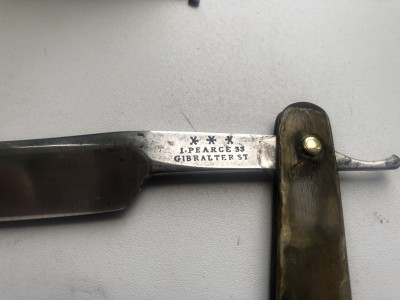 * * *
I·PEARCE 33
GIBRALTER ST